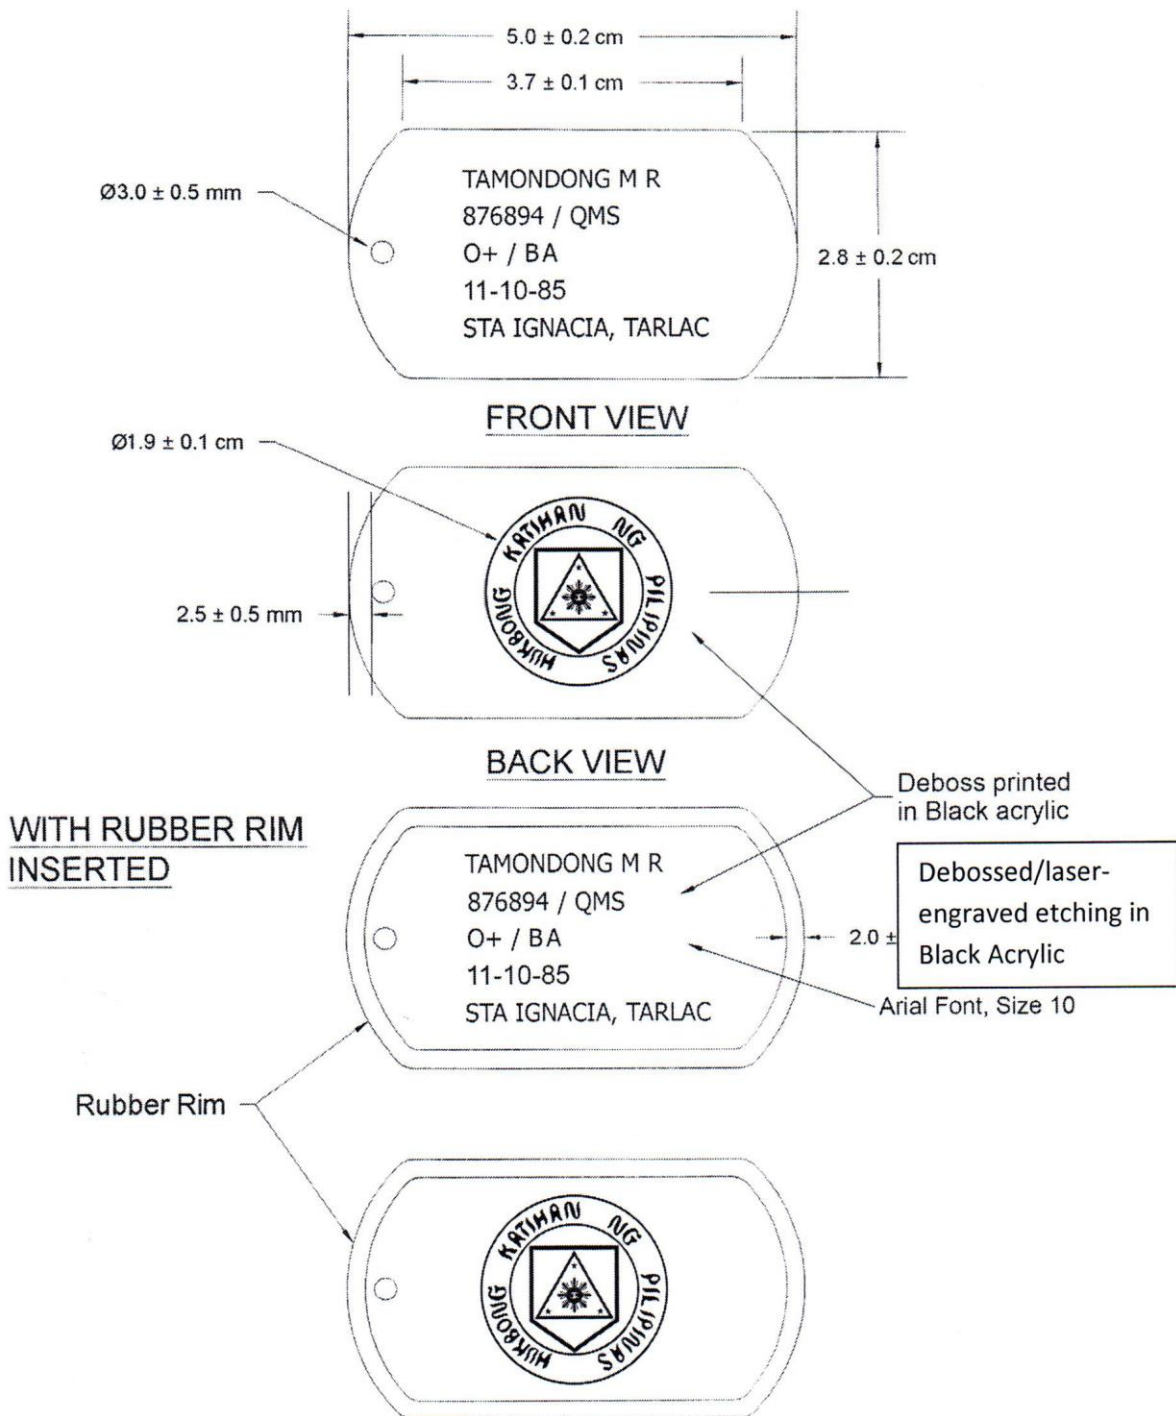 5.0 ± 0.2 cm
3.7 ± 0.1 cm
Ø3.0 ± 0.5 mm
TAMONDONG M R
876894 / QMS
O+ / BA
11-10-85
STA IGNACIA, TARLAC
2.8 ± 0.2 cm
FRONT VIEW
Ø1.9 ± 0.1 cm
HUKBONG KATIHAN NG PILIPINAS
2.5 ± 0.5 mm
BACK VIEW
Deboss printed
in Black acrylic
WITH RUBBER RIM
INSERTED
TAMONDONG M R
876894 / QMS
O+ / BA
11-10-85
STA IGNACIA, TARLAC
2.0 ±
Debossed/laser-
engraved etching in
Black Acrylic
Arial Font, Size 10
Rubber Rim
HUKBONG KATIHAN NG PILIPINAS